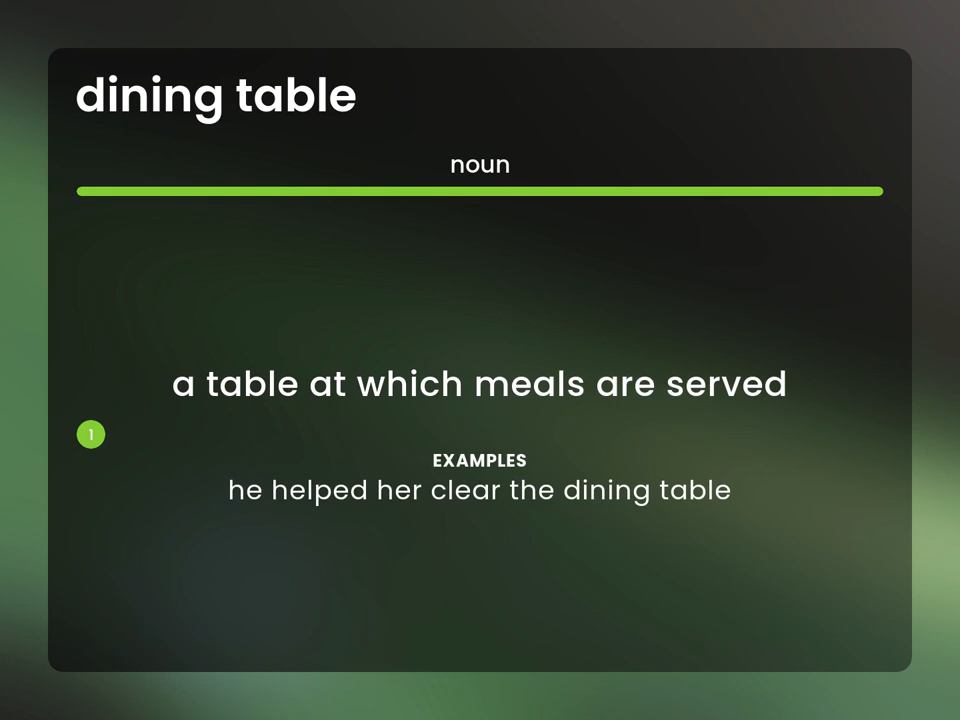 dining table
noun
a table at which meals are served
1
EXAMPLES
he helped her clear the dining table